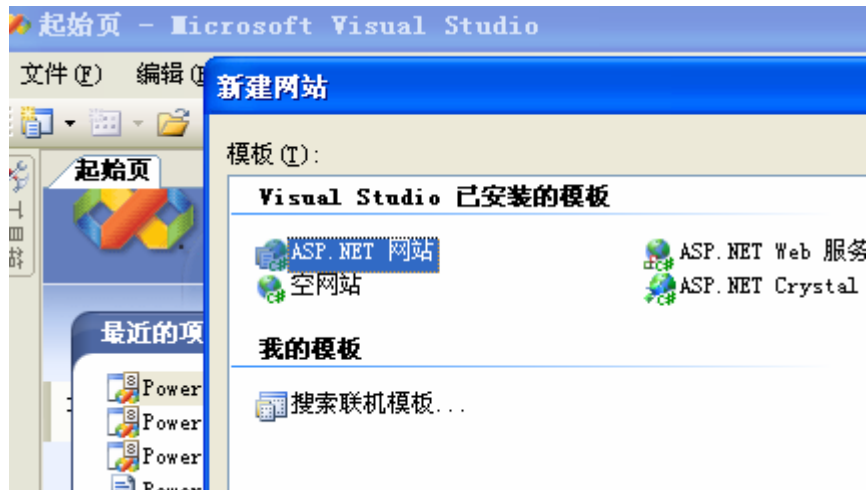 起始页 - Microsoft Visual Studio
文件(F) 编辑(E
新建网站
模板(T):
起始页
Visual Studio 已安装的模板
ASP.NET 网站
ASP.NET Web 服务
空网站
ASP.NET Crystal
最近的项
我的模板
搜索联机模板...
Power
Power
Power